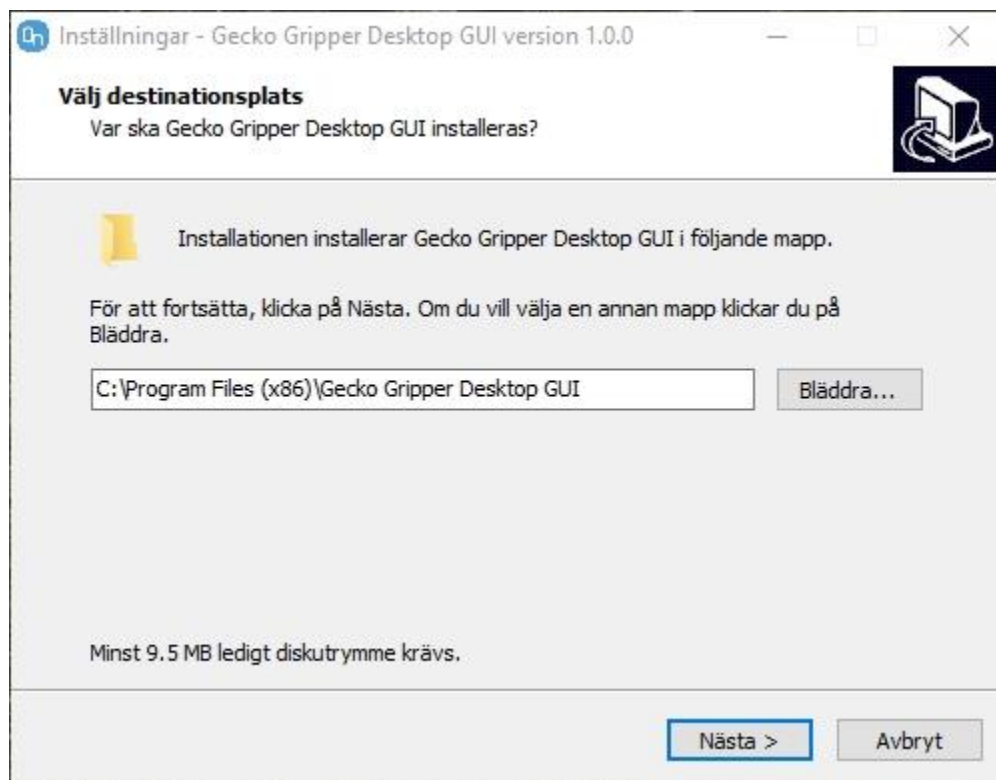 Inställningar - Gecko Gripper Desktop GUI version 1.0.0
Välj destinationsplats
Var ska Gecko Gripper Desktop GUI installeras?
Installationen installerar Gecko Gripper Desktop GUI i följande mapp.
För att fortsätta, klicka på Nästa. Om du vill välja en annan mapp klickar du på
Bläddra.
C:\Program Files (x86)\Gecko Gripper Desktop GUI
Bläddra...
Minst 9.5 MB ledigt diskutrymme krävs.
Nästa >
Avbryt